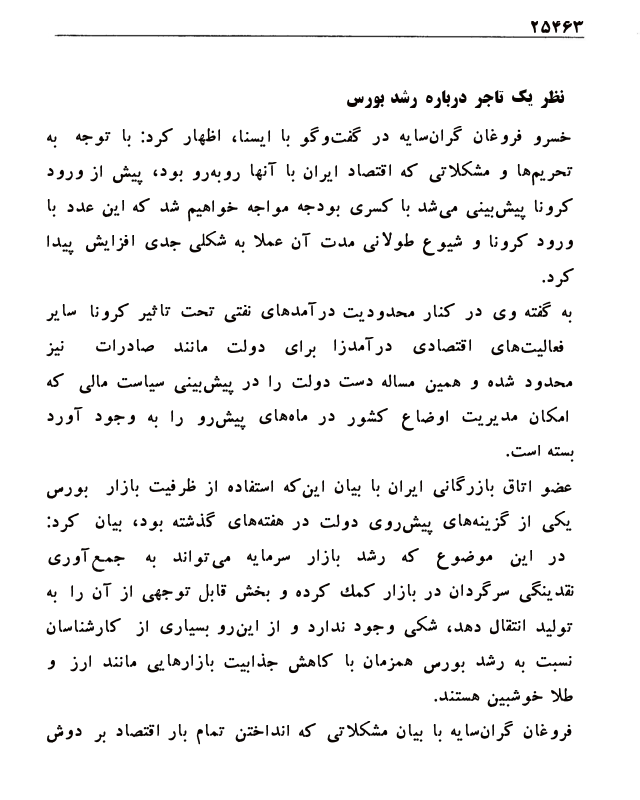 ۲۵۴۶۳
نظر یک تاجر درباره رشد بورس
خسرو فروغان گران‌سایه در گفت‌وگو با ایسنا، اظهار کرد: با توجه به
تحریم‌ها و مشکلاتی که اقتصاد ایران با آنها روبه‌رو بود، پیش از ورود
کرونا پیش‌بینی می‌شد با کسری بودجه مواجه خواهیم شد که این عدد با
ورود کرونا و شیوع طولانی مدت آن عملا به شکلی جدی افزایش پیدا
کرد.
به گفته وی در کنار محدودیت درآمدهای نفتی تحت تاثیر کرونا سایر
فعالیت‌های اقتصادی درآمدزا برای دولت مانند صادرات نیز
محدود شده و همین مساله دست دولت را در پیش‌بینی سیاست مالی که
امکان مدیریت اوضاع کشور در ماه‌های پیش‌رو را به وجود آورد
بسته است.
عضو اتاق بازرگانی ایران با بیان این‌که استفاده از ظرفیت بازار بورس
یکی از گزینه‌های پیش‌روی دولت در هفته‌های گذشته بود، بیان کرد:
در این موضوع که رشد بازار سرمایه می‌تواند به جمع‌آوری
نقدینگی سرگردان در بازار کمك کرده و بخش قابل توجهی از آن را به
تولید انتقال دهد، شکی وجود ندارد و از این‌رو بسیاری از کارشناسان
نسبت به رشد بورس همزمان با کاهش جذابیت بازارهایی مانند ارز و
طلا خوشبین هستند.
فروغان گران‌سایه با بیان مشکلاتی که انداختن تمام بار اقتصاد بر دوش